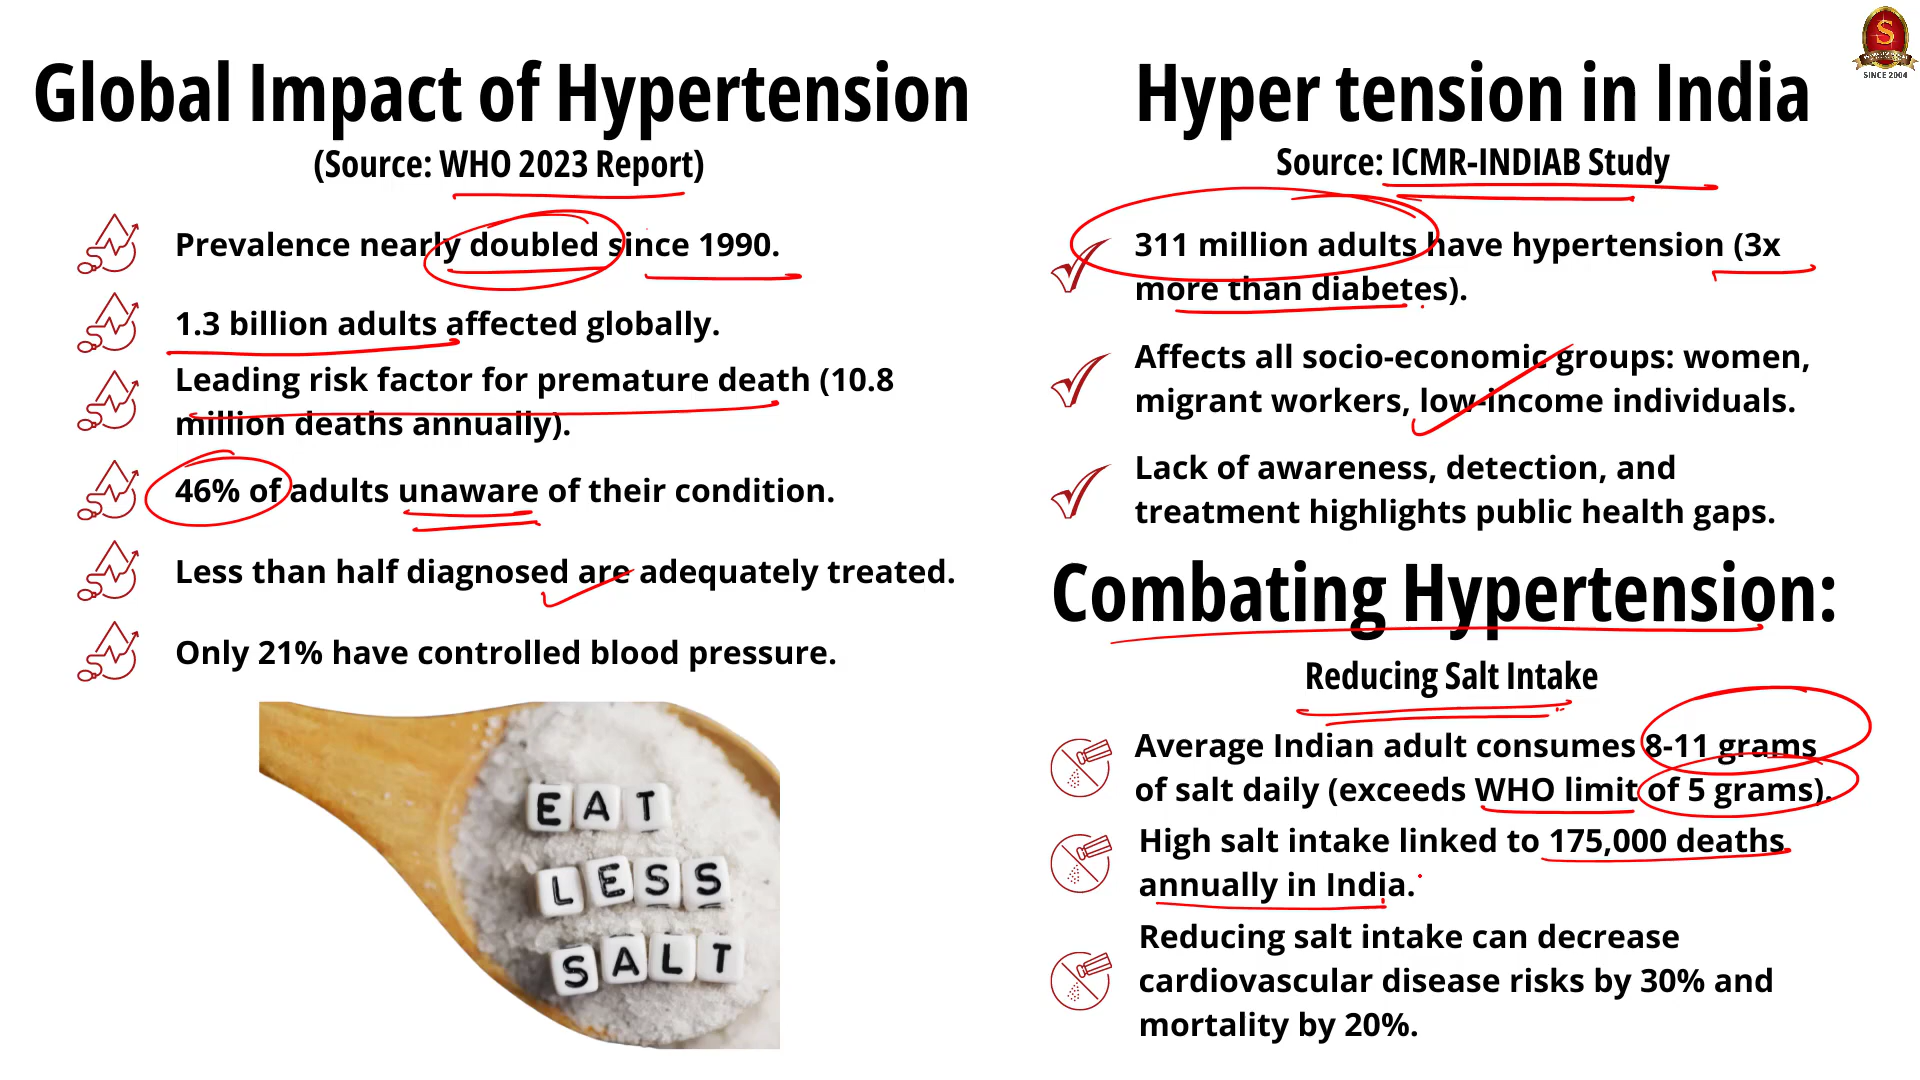 Global Impact of Hypertension
(Source: WHO 2023 Report)
Prevalence nearly doubled since 1990.
1.3 billion adults affected globally.
Leading risk factor for premature death (10.8
million deaths annually).
46% of adults unaware of their condition.
Less than half diagnosed are adequately treated.
Only 21% have controlled blood pressure.
EAT
LESS
SALT
S
SINCE 2004
Hyper tension in India
Source: ICMR-INDIAB Study
311 million adults have hypertension (3x
more than diabetes).
Affects all socio-economic groups: women,
migrant workers, low-income individuals.
Lack of awareness, detection, and
treatment highlights public health gaps.
Combating Hypertension:
Reducing Salt Intake
Average Indian adult consumes 8-11 grams
of salt daily (exceeds WHO limit of 5 grams).
High salt intake linked to 175,000 deaths
annually in India.
Reducing salt intake can decrease
cardiovascular disease risks by 30% and
mortality by 20%.